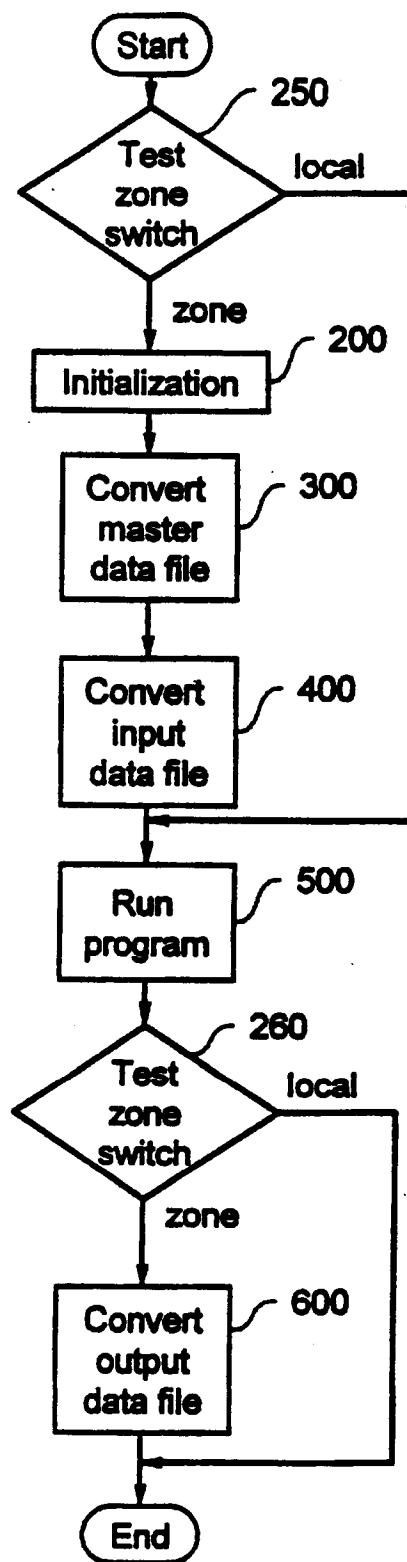 Start
250
Test
zone
switch
local
zone
200
Initialization
Convert
master
data file
300
Convert
input
data file
400
Run
program
500
260
Test
zone
switch
local
zone
Convert
output
data file
600
End